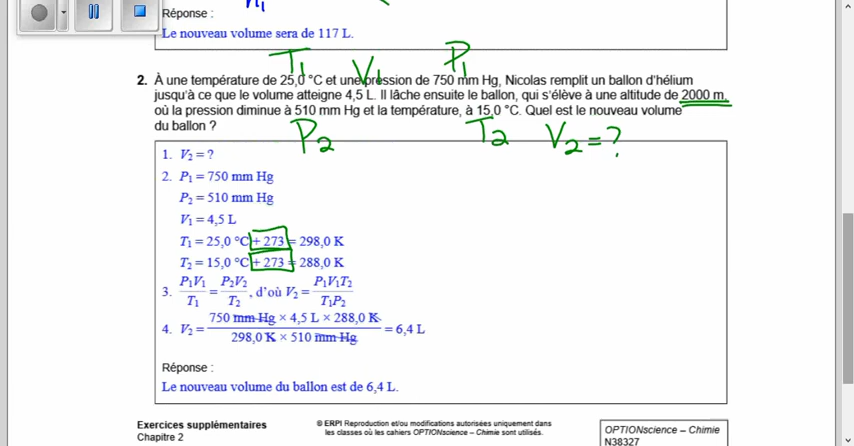 n₁
Réponse :
Le nouveau volume sera de 117 L.
T₁ V₁ P₁
2. À une température de 25,0 °C et une pression de 750 mm Hg, Nicolas remplit un ballon d'hélium
jusqu'à ce que le volume atteigne 4,5 L. Il lâche ensuite le ballon, qui s'élève à une altitude de 2000 m,
où la pression diminue à 510 mm Hg et la température, à 15,0 °C. Quel est le nouveau volume
du ballon ?
P₂ T₂ V₂ = ?
1. V₂ = ?
2. P₁ = 750 mm Hg
P₂ = 510 mm Hg
V₁ = 4,5 L
T₁ = 25,0 °C + 273 = 298,0 K
T₂ = 15,0 °C + 273 = 288,0 K
3. P₁V₁/T₁ = P₂V₂/T₂, d'où V₂ = P₁V₁T₂/T₁P₂
4. V₂ = 750 mm Hg × 4,5 L × 288,0 K / 298,0 K × 510 mm Hg = 6,4 L
Réponse :
Le nouveau volume du ballon est de 6,4 L.
Exercices supplémentaires
Chapitre 2
© ERPI Reproduction et/ou modifications autorisées uniquement dans
les classes où les cahiers OPTIONscience – Chimie sont utilisés.
OPTIONscience – Chimie
N38327